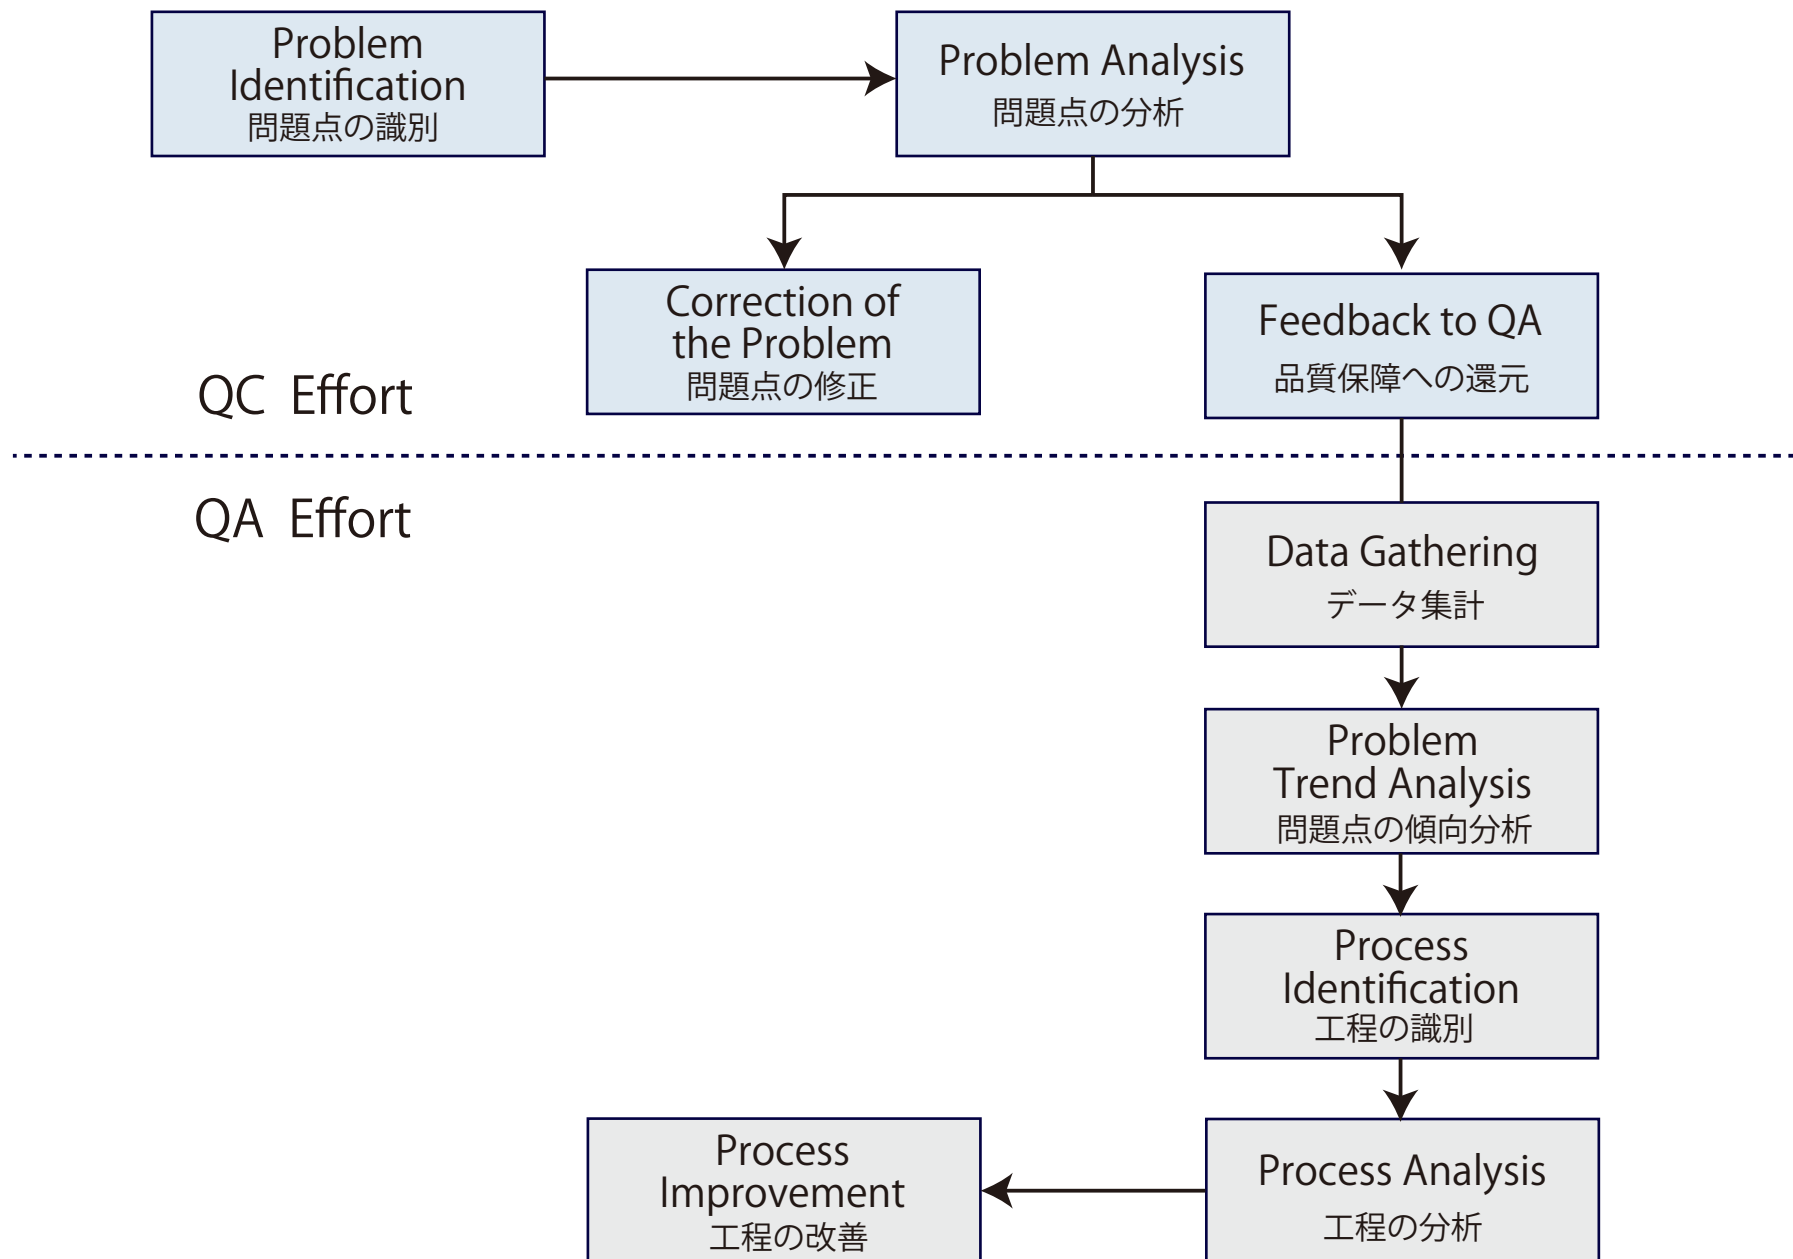 Problem
Identification
問題点の識別
Problem Analysis
問題点の分析
Correction of
the Problem
問題点の修正
Feedback to QA
品質保障への還元
QC Effort
QA Effort
Data Gathering
データ集計
Problem
Trend Analysis
問題点の傾向分析
Process
Identification
工程の識別
Process
Improvement
工程の改善
Process Analysis
工程の分析